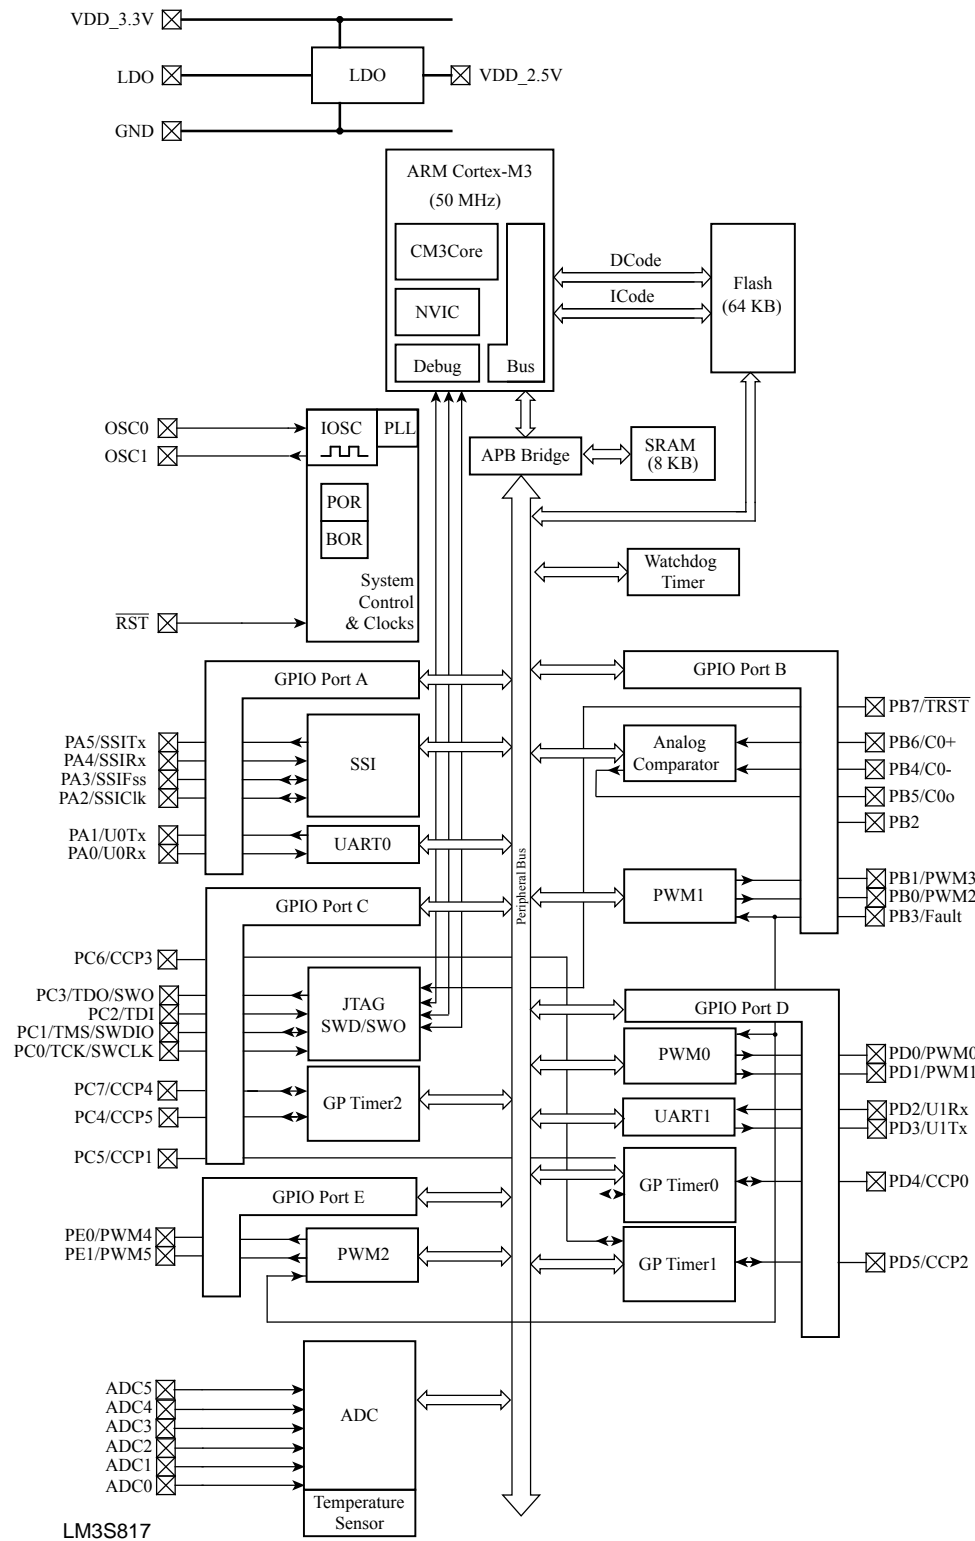 VDD_3.3V
LDO
LDO
VDD_2.5V
GND
ARM Cortex-M3
(50 MHz)
CM3Core
NVIC
Debug
Bus
DCode
ICode
Flash
(64 KB)
OSC0
OSC1
IOSC
PLL
POR
BOR
System
Control
& Clocks
RST
APB Bridge
SRAM
(8 KB)
Watchdog
Timer
Peripheral Bus
GPIO Port A
PA5/SSITx
PA4/SSIRx
PA3/SSIFss
PA2/SSIClk
SSI
PA1/U0Tx
PA0/U0Rx
UART0
GPIO Port B
PB7/TRST
PB6/C0+
PB4/C0-
PB5/C0o
PB2
Analog
Comparator
PWM1
PB1/PWM3
PB0/PWM2
PB3/Fault
GPIO Port C
PC6/CCP3
PC3/TDO/SWO
PC2/TDI
PC1/TMS/SWDIO
PC0/TCK/SWCLK
JTAG
SWD/SWO
PC7/CCP4
PC4/CCP5
GP Timer2
PC5/CCP1
GPIO Port D
PWM0
PD0/PWM0
PD1/PWM1
UART1
PD2/U1Rx
PD3/U1Tx
GP Timer0
PD4/CCP0
GP Timer1
PD5/CCP2
GPIO Port E
PE0/PWM4
PE1/PWM5
PWM2
ADC5
ADC4
ADC3
ADC2
ADC1
ADC0
ADC
Temperature
Sensor
LM3S817